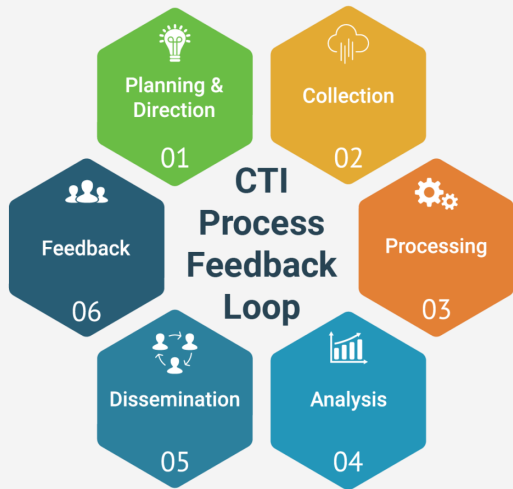 Planning &
Direction
01
Collection
02
CTI
Process
Feedback
Loop
Processing
03
Analysis
04
Dissemination
05
Feedback
06